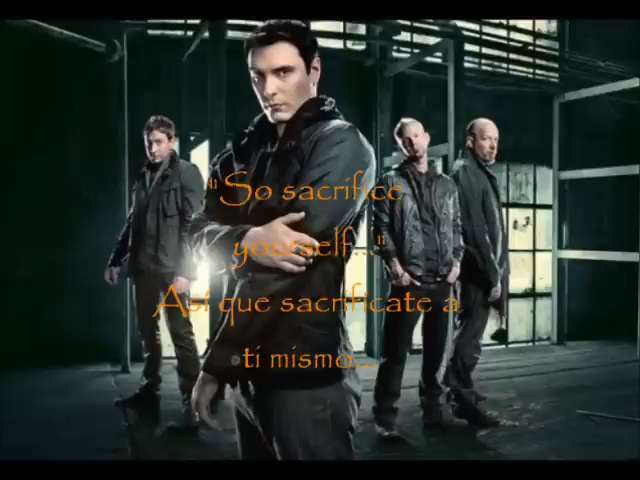 "So sacrifice
yourself..."
Asi que sacrificate a
ti mismo...